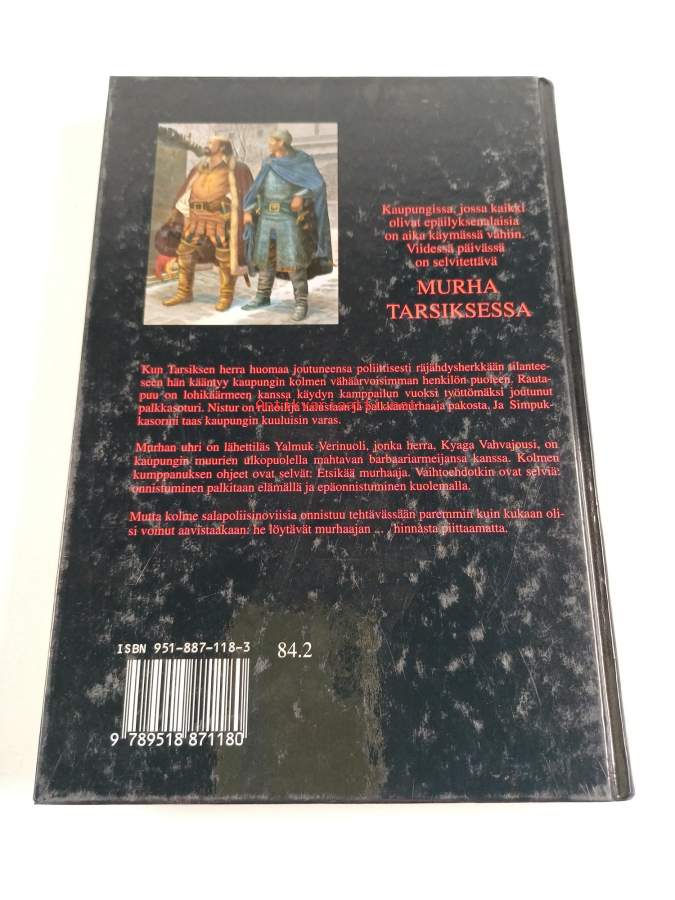 Kaupungissa, jossa kaikki
olivat epäilyksenalaisia
on aika käymässä vähiin.
Viidessä päivässä
on selvitettävä
MURHA
TARSIKSESSA
Kun Tarsiksen herra huomaa joutuneensa poliittisesti räjähdysherkkään tilantee-
seen hän kääntyy kaupungin kolmen vähäarvoisimman henkilön puoleen. Rauta-
puu on lohikäärmeen kanssa käydyn kamppailun vuoksi työttömäksi joutunut
palkkasoturi. Nistur on runoilija halustaan ja palkkamurhaaja pakosta. Ja Simpuk-
kasormi taas kaupungin kuuluisin varas.
Murhan uhri on lähettiläs Yalmuk Verinuoli, jonka herra, Kyaga Vahvajousi, on
kaupungin muurien ulkopuolella mahtavan barbaariarmeijansa kanssa. Kolmen
kumppanuksen ohjeet ovat selvät: Etsikää murhaaja. Vaihtoehdotkin ovat selviä:
onnistuminen palkitaan elämällä ja epäonnistuminen kuolemalla.
Mutta kolme salapoliisinoviisia onnistuu tehtävässään paremmin kuin kukaan oli-
si voinut aavistaakaan: he löytävät murhaajan ... , hinnasta piittaamatta.
ISBN 951-887-118-3
84.2
9 789518 871180